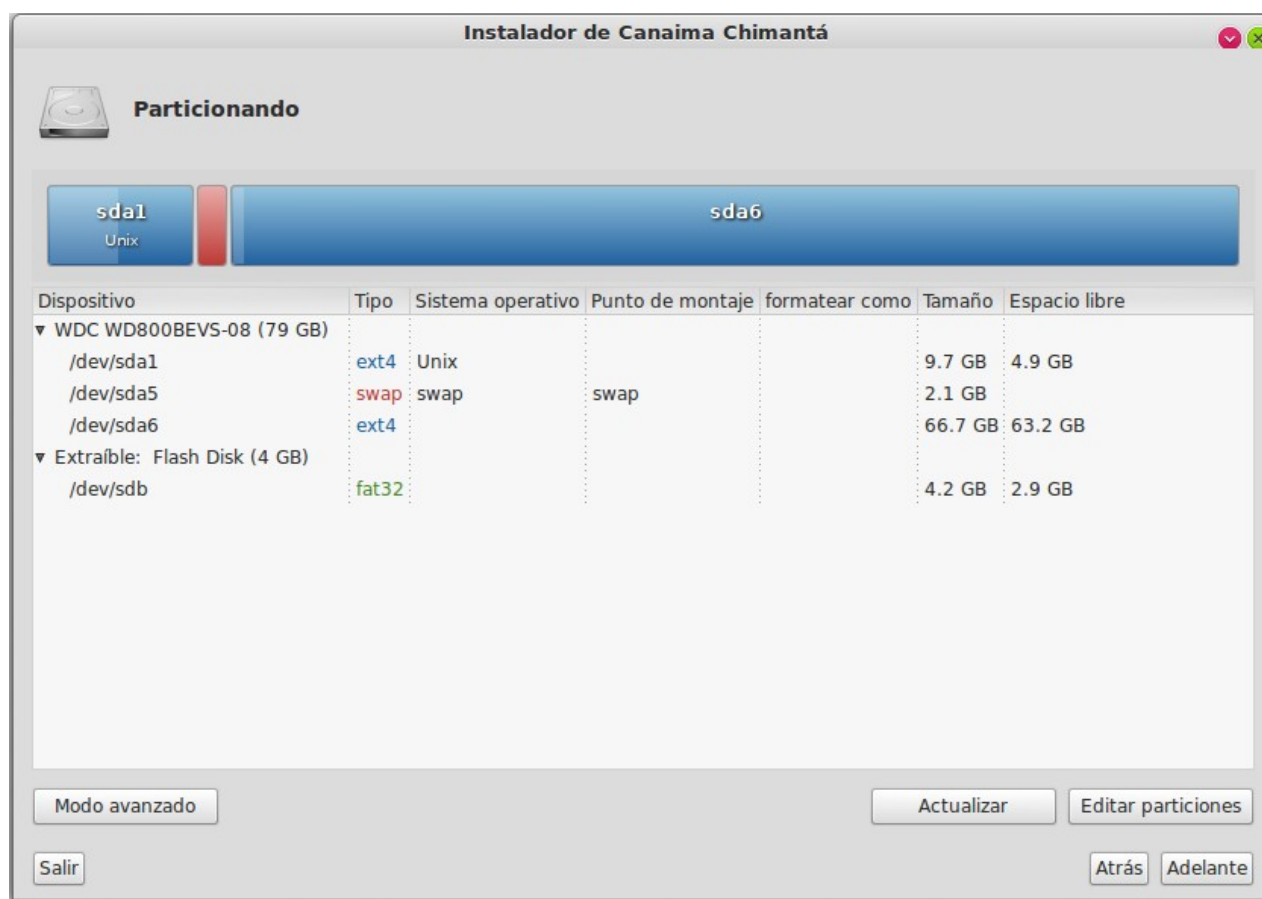 Instalador de Canaima Chimantá
Particionando
sda1
Unix
sda6
Dispositivo Tipo Sistema operativo Punto de montaje formatear como Tamaño Espacio libre
WDC WD800BEVS-08 (79 GB)
/dev/sda1 ext4 Unix 9.7 GB 4.9 GB
/dev/sda5 swap swap swap 2.1 GB
/dev/sda6 ext4 66.7 GB 63.2 GB
Extraíble: Flash Disk (4 GB)
/dev/sdb fat32 4.2 GB 2.9 GB
Modo avanzado Actualizar Editar particiones
Salir Atrás Adelante